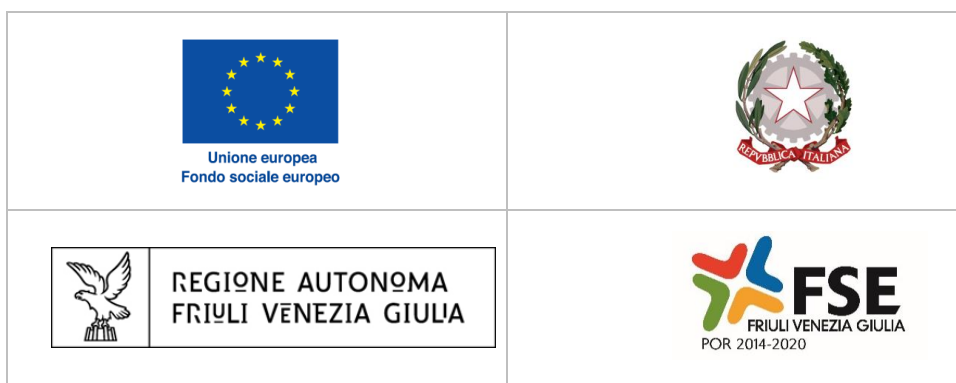 Unione europea
Fondo sociale europeo
REPVBBLICA ITALIANA
REGIONE AUTONOMA
FRIULI VENEZIA GIULIA
FSE
FRIULI VENEZIA GIULIA
POR 2014-2020